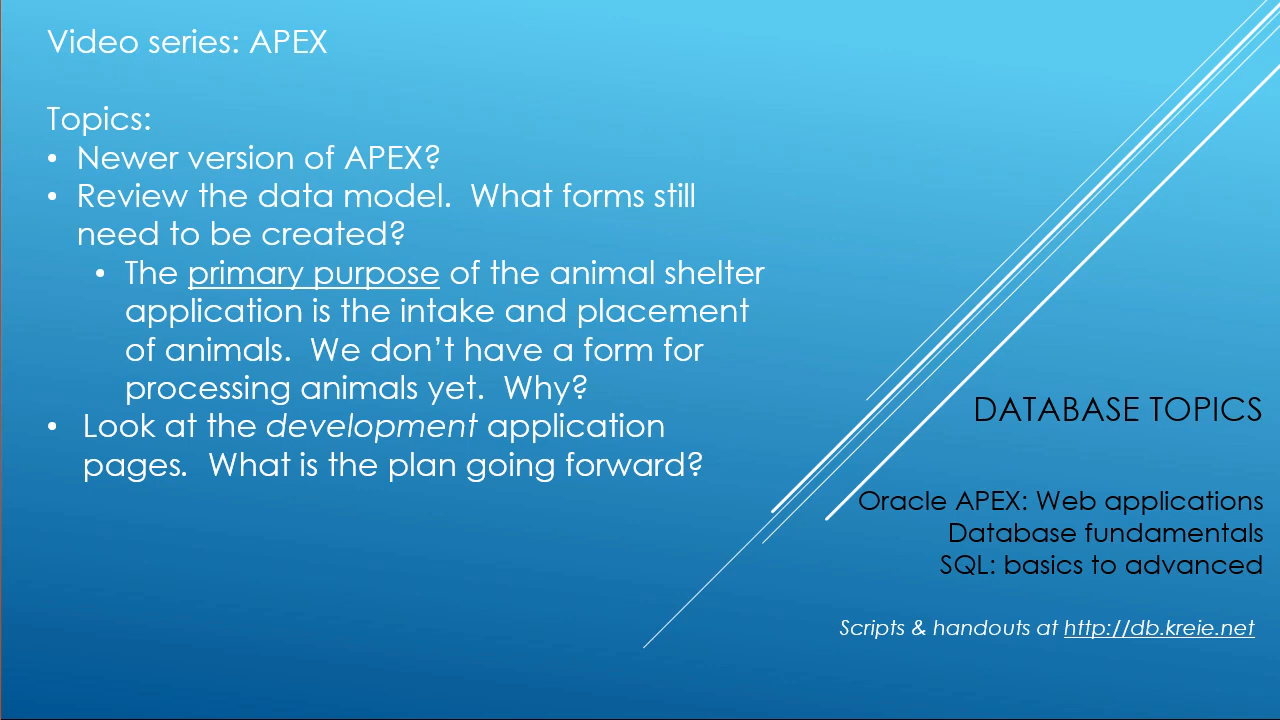 Video series: APEX
Topics:
• Newer version of APEX?
• Review the data model.  What forms still
need to be created?
• The primary purpose of the animal shelter
application is the intake and placement
of animals.  We don’t have a form for
processing animals yet.  Why?
• Look at the development application
pages.  What is the plan going forward?
DATABASE TOPICS
Oracle APEX: Web applications
Database fundamentals
SQL: basics to advanced
Scripts & handouts at http://db.kreie.net